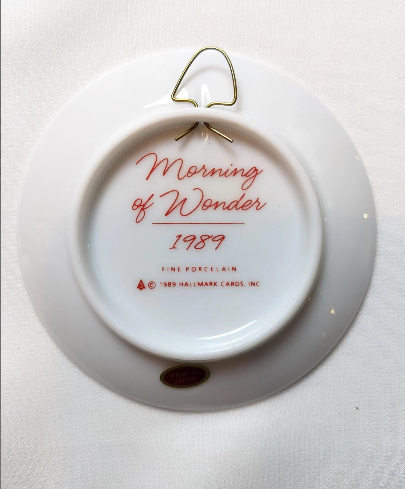 Morning
of Wonder
1989
FINE PORCELAIN
© 1989 HALLMARK CARDS, INC